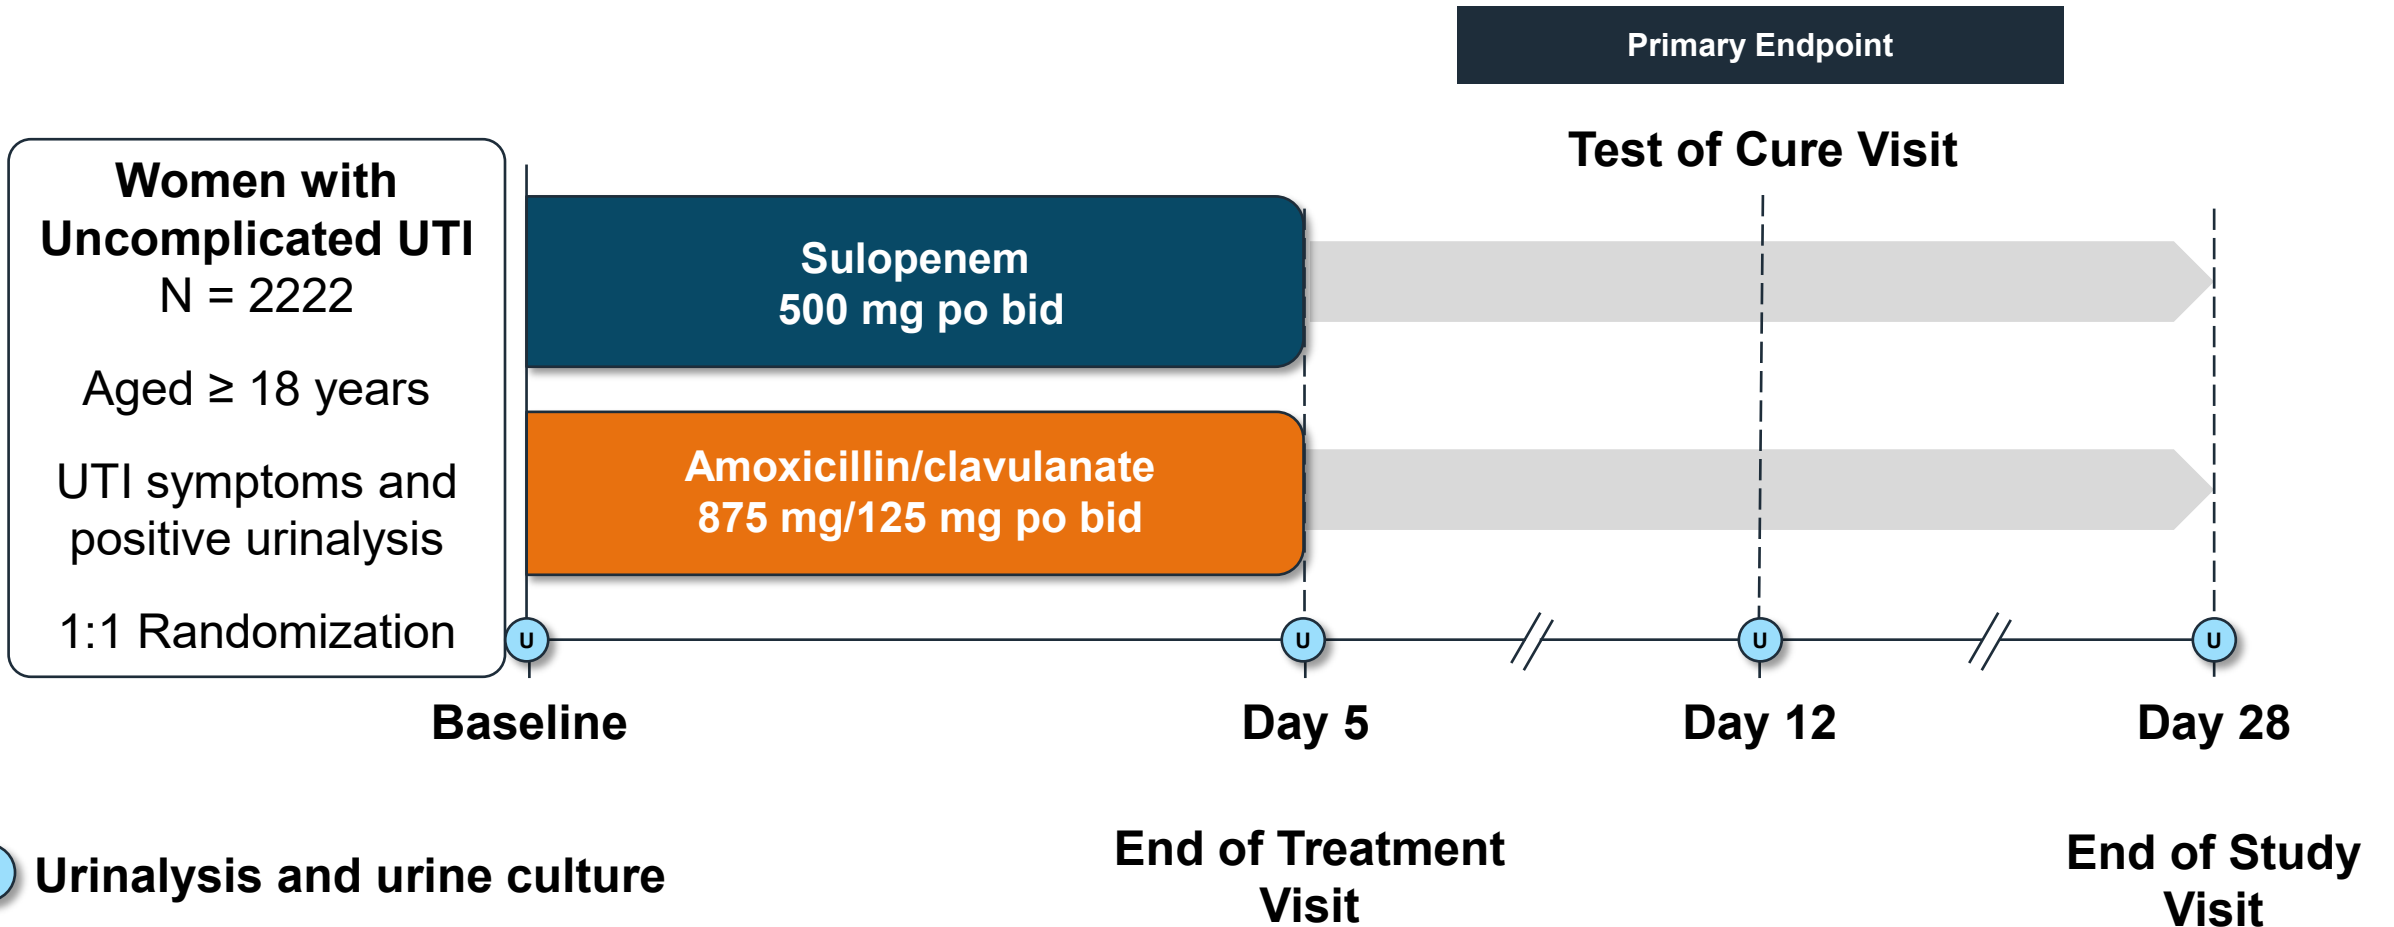 Primary Endpoint
Test of Cure Visit
Women with
Uncomplicated UTI
N = 2222
Aged ≥ 18 years
UTI symptoms and
positive urinalysis
1:1 Randomization
Sulopenem
500 mg po bid
Amoxicillin/clavulanate
875 mg/125 mg po bid
U
U
U
U
Baseline
Day 5
Day 12
Day 28
End of Treatment
Visit
End of Study
Visit
Urinalysis and urine culture